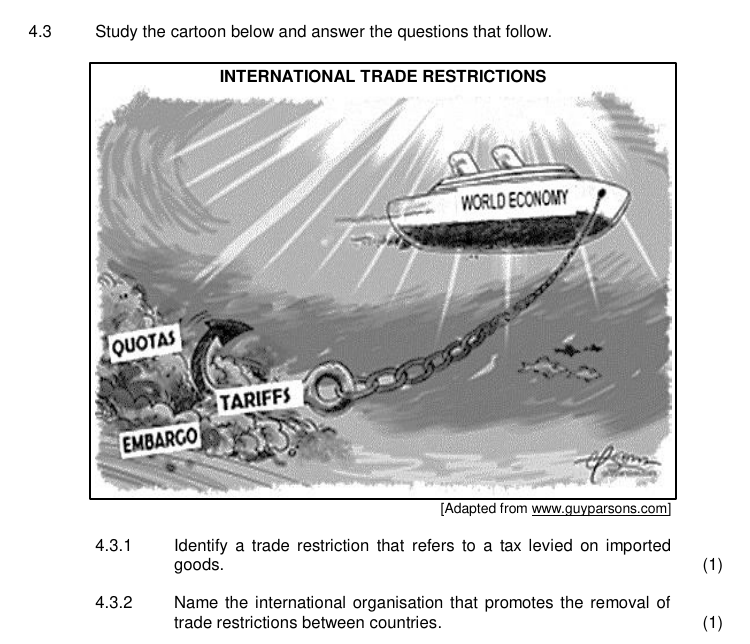 4.3 Study the cartoon below and answer the questions that follow.
INTERNATIONAL TRADE RESTRICTIONS
WORLD ECONOMY
QUOTAS
TARIFFS
EMBARGO
[Adapted from www.guyparsons.com]
4.3.1 Identify a trade restriction that refers to a tax levied on imported
goods. (1)
4.3.2 Name the international organisation that promotes the removal of
trade restrictions between countries. (1)